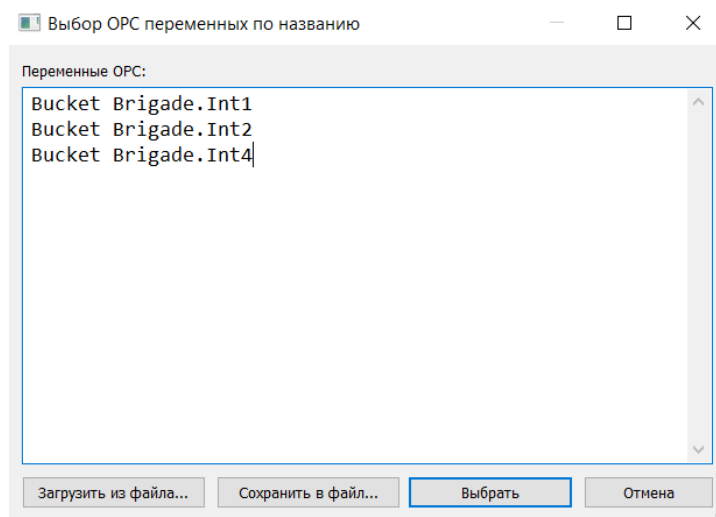 Выбор OPC переменных по названию
Переменные OPC:
Bucket Brigade.Int1
Bucket Brigade.Int2
Bucket Brigade.Int4
Загрузить из файла... Сохранить в файл... Выбрать Отмена